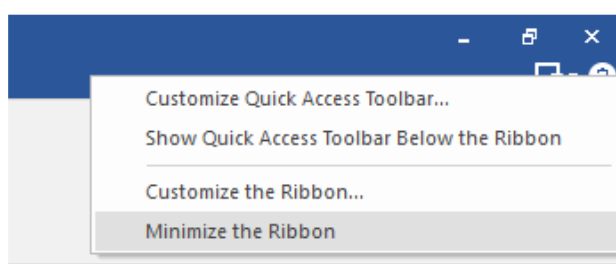 Customize Quick Access Toolbar...
Show Quick Access Toolbar Below the Ribbon
Customize the Ribbon...
Minimize the Ribbon